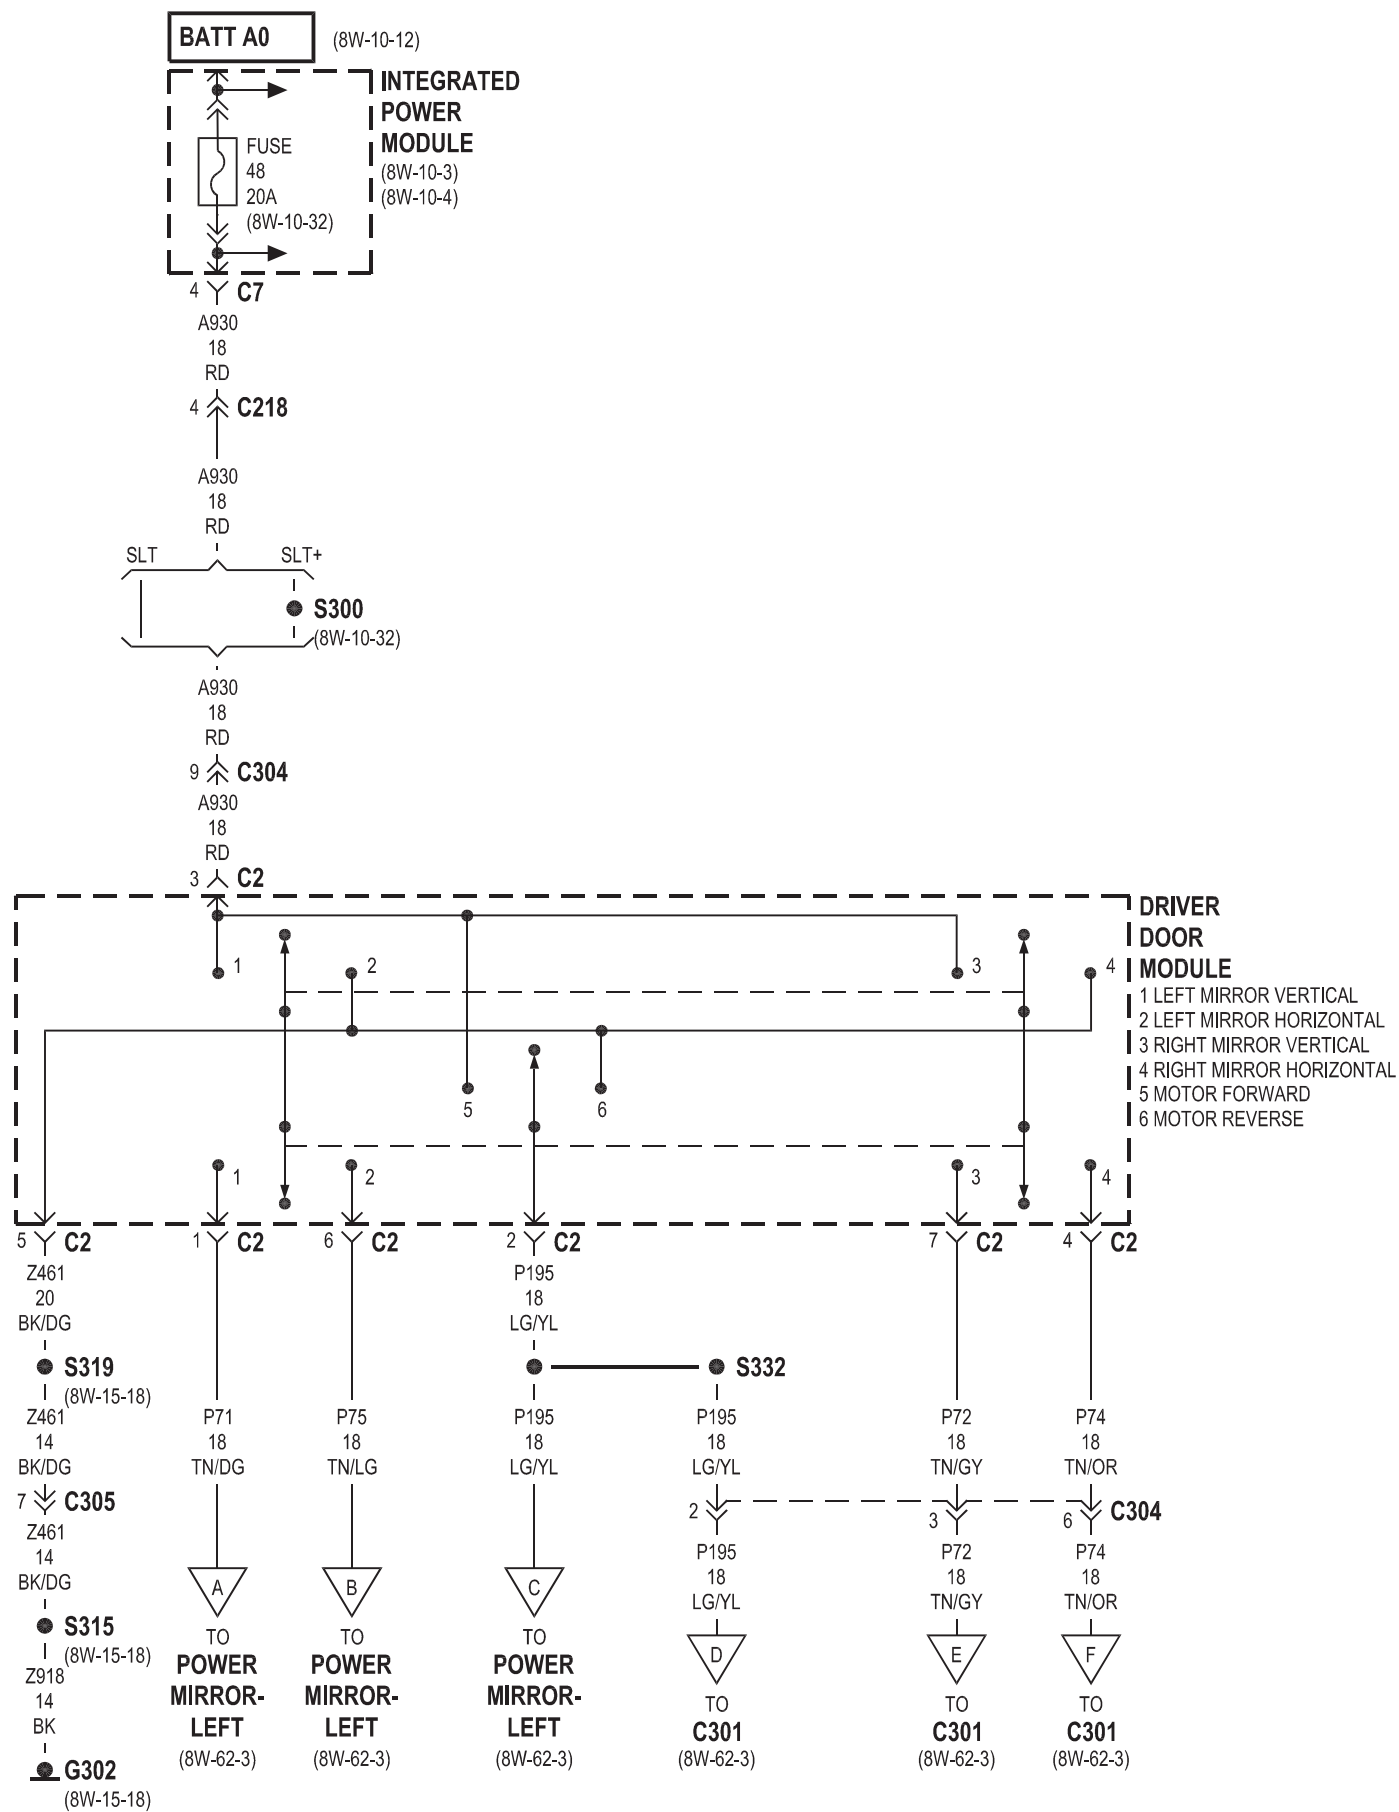 BATT A0
(8W-10-12)
INTEGRATED
POWER
MODULE
(8W-10-3)
(8W-10-4)
FUSE
48
20A
(8W-10-32)
4 C7
A930
18
RD
4 C218
A930
18
RD
SLT SLT+
S300
(8W-10-32)
A930
18
RD
9 C304
A930
18
RD
3 C2
DRIVER
DOOR
MODULE
1 LEFT MIRROR VERTICAL
2 LEFT MIRROR HORIZONTAL
3 RIGHT MIRROR VERTICAL
4 RIGHT MIRROR HORIZONTAL
5 MOTOR FORWARD
6 MOTOR REVERSE
1 2 3 4
5 6
1 2 3 4
5 C2 1 C2 6 C2 2 C2 7 C2 4 C2
Z461 P195
20 18
BK/DG LG/YL
S319 S332
(8W-15-18)
Z461 P71 P75 P195 P195 P72 P74
14 18 18 18 18 18 18
BK/DG TN/DG TN/LG LG/YL LG/YL TN/GY TN/OR
7 C305 2 3 6 C304
Z461 P195 P72 P74
14 18 18 18
BK/DG LG/YL TN/GY TN/OR
A B C
S315
(8W-15-18)
TO TO TO
POWER POWER POWER
MIRROR- MIRROR- MIRROR-
LEFT LEFT LEFT
(8W-62-3) (8W-62-3) (8W-62-3)
D E F
TO TO TO
C301 C301 C301
(8W-62-3) (8W-62-3) (8W-62-3)
Z918
14
BK
G302
(8W-15-18)